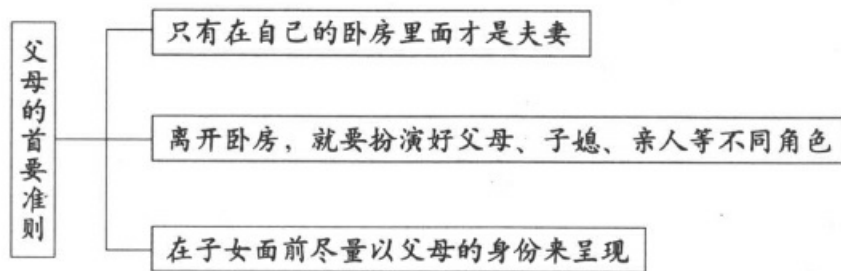 父母的首要准则
只有在自己的卧房里面才是夫妻
离开卧房，就要扮演好父母、子媳、亲人等不同角色
在子女面前尽量以父母的身份来呈现